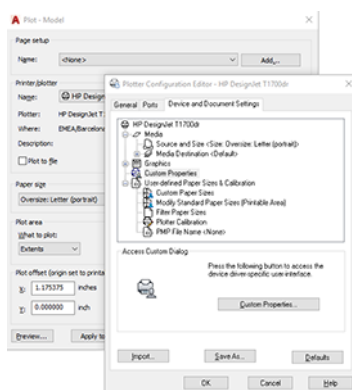 Plot - Model
Page setup
Name:
<None>
Add...
Printer/plotter
Name:
HP Design
Plotter:
HP DesignJet T1
Where:
EMEA/Barcelon
Description:
Plot to file
Paper size
Oversize: Letter (portrait)
Plot area
What to plot:
Extents
Plot offset (origin set to printa
X:
1.175375
inches
Y:
0.000000
inch
Preview...
Apply to
Plotter Configuration Editor - HP DesignJet T1700dr
General
Ports
Device and Document Settings
HP DesignJet T1700dr
Media
Source and Size <Size: Oversize: Letter (portrait)>
Media Destination <Default>
Graphics
Custom Properties
User-defined Paper Sizes & Calibration
Custom Paper Sizes
Modify Standard Paper Sizes (Printable Area)
Filter Paper Sizes
Plotter Calibration
PMP File Name <None>
Access Custom Dialog
Press the following button to access the
device driver-specific user interface.
Custom Properties...
Import...
Save As...
Defaults
OK
Cancel
Help